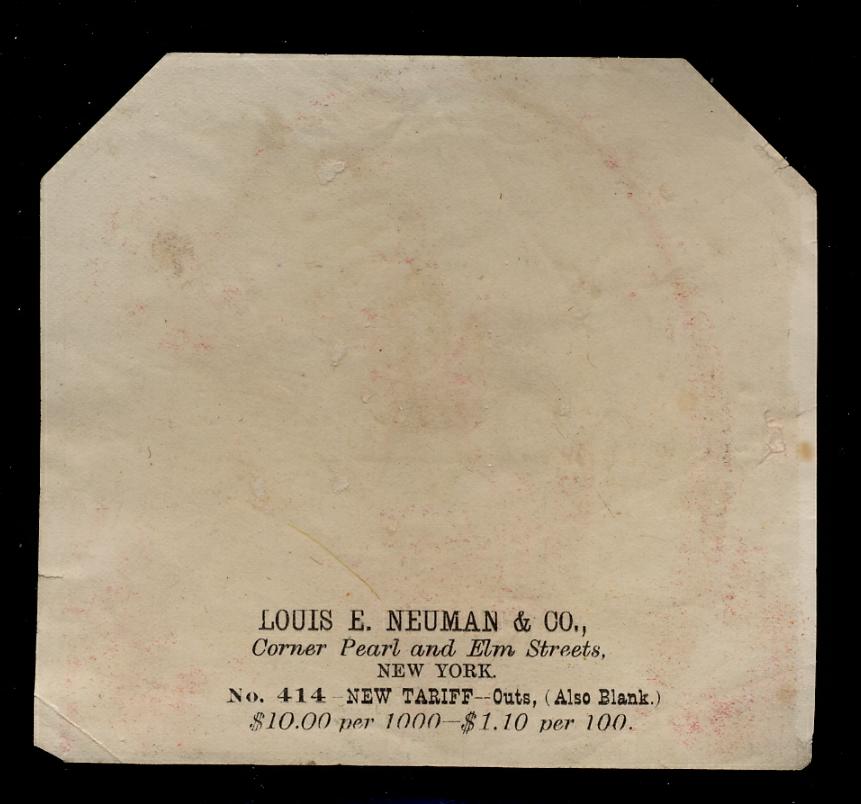 LOUIS E. NEUMAN & CO.,
Corner Pearl and Elm Streets,
NEW YORK.
No. 414—NEW TARIFF—Outs, (Also Blank.)
$10.00 per 1000—$1.10 per 100.